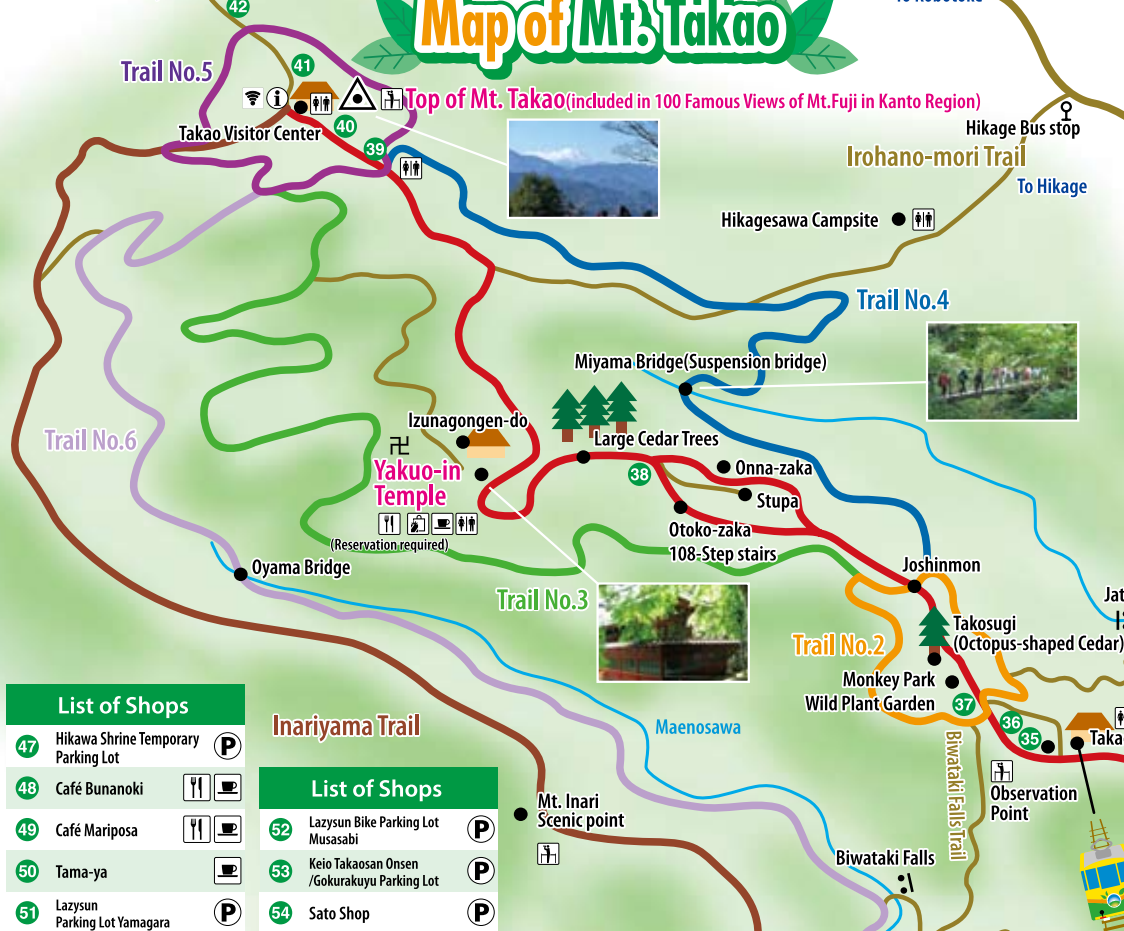 42
To Kobotoke
Map of Mt. Takao
Trail No.5
41
Top of Mt. Takao(included in 100 Famous Views of Mt.Fuji in Kanto Region)
40
Takao Visitor Center
39
Hikage Bus stop
Irohano-mori Trail
To Hikage
Hikagesawa Campsite
Trail No.4
Miyama Bridge(Suspension bridge)
Izunagongen-do
Trail No.6
卍
Large Cedar Trees
Yakuo-in
Temple
38
Onna-zaka
Stupa
(Reservation required)
Otoko-zaka
108-Step stairs
Oyama Bridge
Joshinmon
Trail No.3
Jat
Takosugi
(Octopus-shaped Cedar)
Trail No.2
Monkey Park
Wild Plant Garden
37
36
35
Taka
Inariyama Trail
Maenosawa
Biwataki Falls Trail
Observation
Point
Mt. Inari
Scenic point
Biwataki Falls
List of Shops
47 Hikawa Shrine Temporary
Parking Lot P
48 Café Bunanoki
49 Café Mariposa
50 Tama-ya
51 Lazysun
Parking Lot Yamagara P
List of Shops
52 Lazysun Bike Parking Lot
Musasabi P
53 Keio Takaosan Onsen
/Gokurakuyu Parking Lot P
54 Sato Shop P